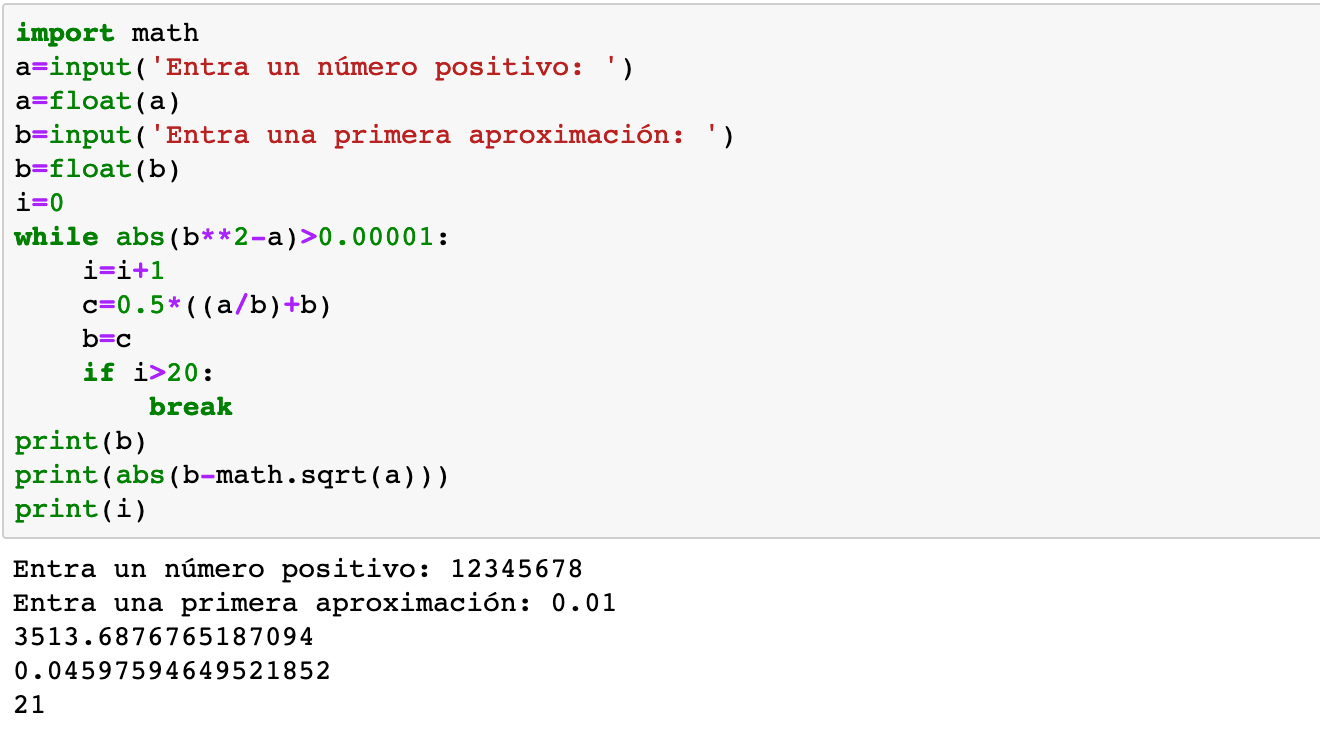 import math
a=input('Entra un número positivo: ')
a=float(a)
b=input('Entra una primera aproximación: ')
b=float(b)
i=0
while abs(b**2-a)>0.00001:
    i=i+1
    c=0.5*((a/b)+b)
    b=c
    if i>20:
        break
print(b)
print(abs(b-math.sqrt(a)))
print(i)
Entra un número positivo: 12345678
Entra una primera aproximación: 0.01
3513.6876765187094
0.04597594649521852
21